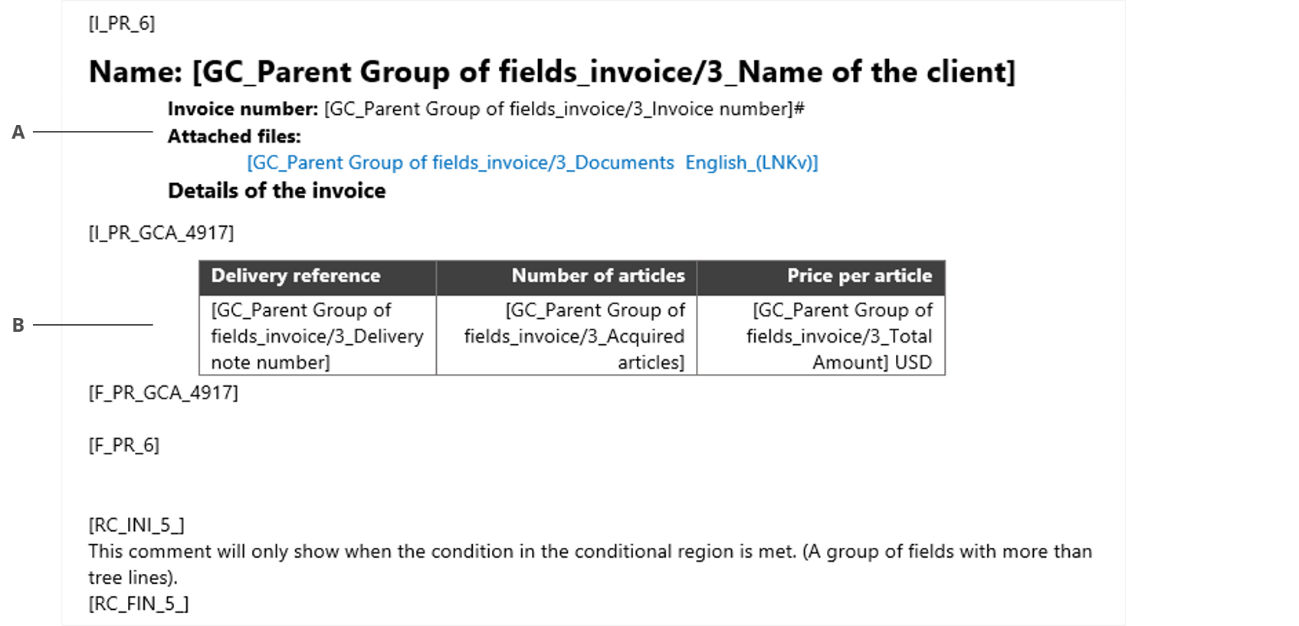 [I_PR_6]
Name: [GC_Parent Group of fields_invoice/3_Name of the client]
Invoice number: [GC_Parent Group of fields_invoice/3_Invoice number]#
A
Attached files:
[GC_Parent Group of fields_invoice/3_Documents  English_(LNKv)]
Details of the invoice
[I_PR_GCA_4917]
Delivery reference Number of articles Price per article
[GC_Parent Group of [GC_Parent Group of [GC_Parent Group of
B
fields_invoice/3_Delivery fields_invoice/3_Acquired fields_invoice/3_Total
note number] articles] Amount] USD
[F_PR_GCA_4917]
[F_PR_6]
[RC_INI_5_]
This comment will only show when the condition in the conditional region is met. (A group of fields with more than
tree lines).
[RC_FIN_5_]